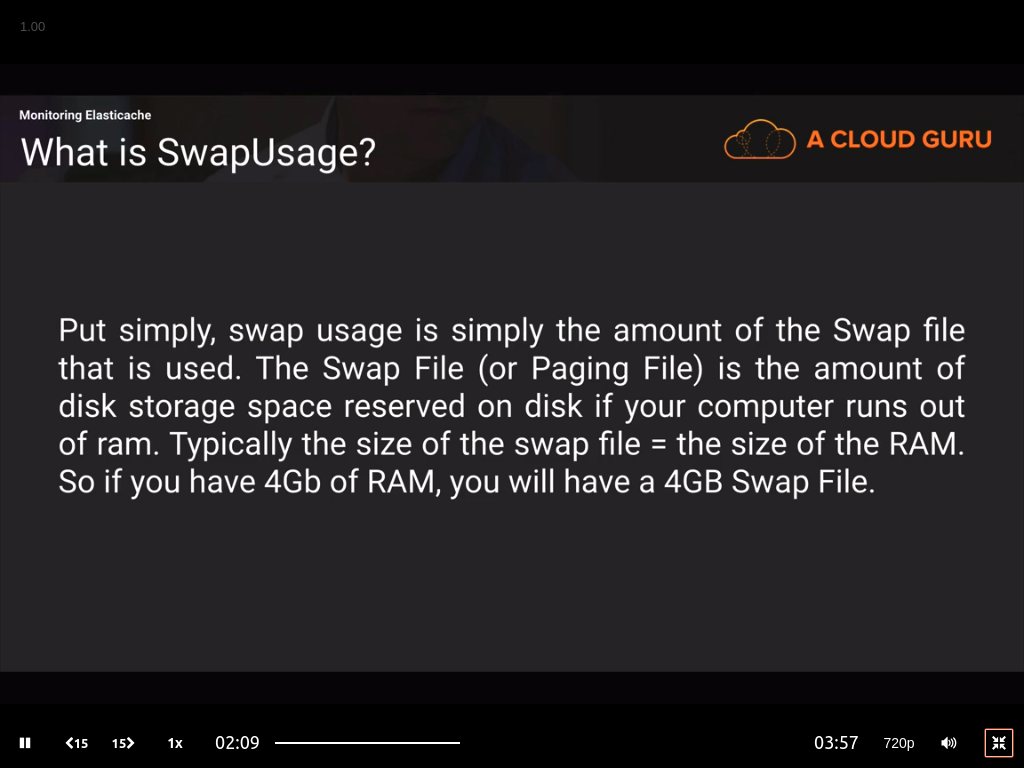 1.00
Monitoring Elasticache
What is SwapUsage?
A CLOUD GURU
Put simply, swap usage is simply the amount of the Swap file
that is used. The Swap File (or Paging File) is the amount of
disk storage space reserved on disk if your computer runs out
of ram. Typically the size of the swap file = the size of the RAM.
So if you have 4Gb of RAM, you will have a 4GB Swap File.
15 15 1x 02:09 03:57 720p